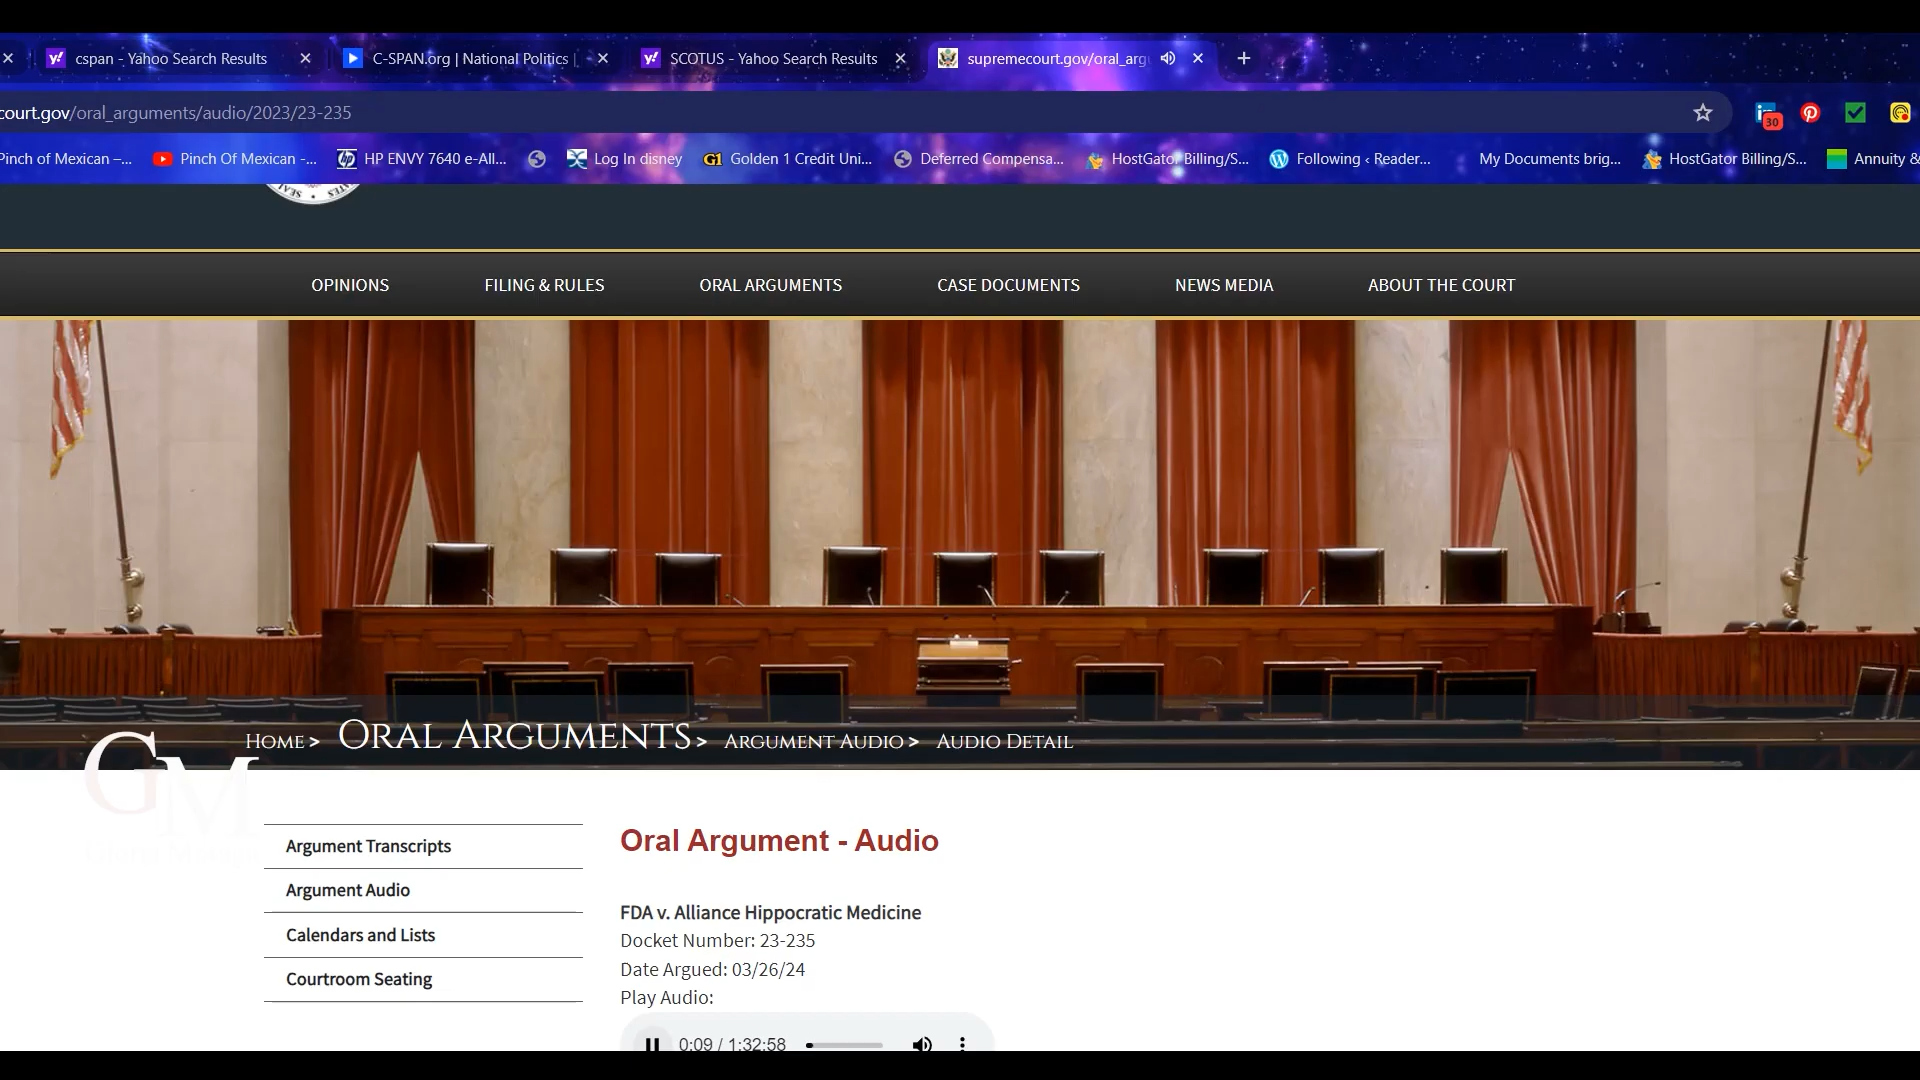 cspan - Yahoo Search Results
C-SPAN.org | National Politics |
SCOTUS - Yahoo Search Results
supremecourt.gov/oral_arg
court.gov/oral_arguments/audio/2023/23-235
30
Pinch of Mexican –...
Pinch Of Mexican -...
HP ENVY 7640 e-All...
Log In disney
G1 Golden 1 Credit Uni...
Deferred Compensa...
HostGator Billing/S...
Following ‹ Reader...
My Documents brig...
HostGator Billing/S...
Annuity &
OPINIONS
FILING & RULES
ORAL ARGUMENTS
CASE DOCUMENTS
NEWS MEDIA
ABOUT THE COURT
HOME > ORAL ARGUMENTS > ARGUMENT AUDIO > AUDIO DETAIL
GM
Argument Transcripts
Argument Audio
Calendars and Lists
Courtroom Seating
Oral Argument - Audio
FDA v. Alliance Hippocratic Medicine
Docket Number: 23-235
Date Argued: 03/26/24
Play Audio:
0:09 / 1:32:58